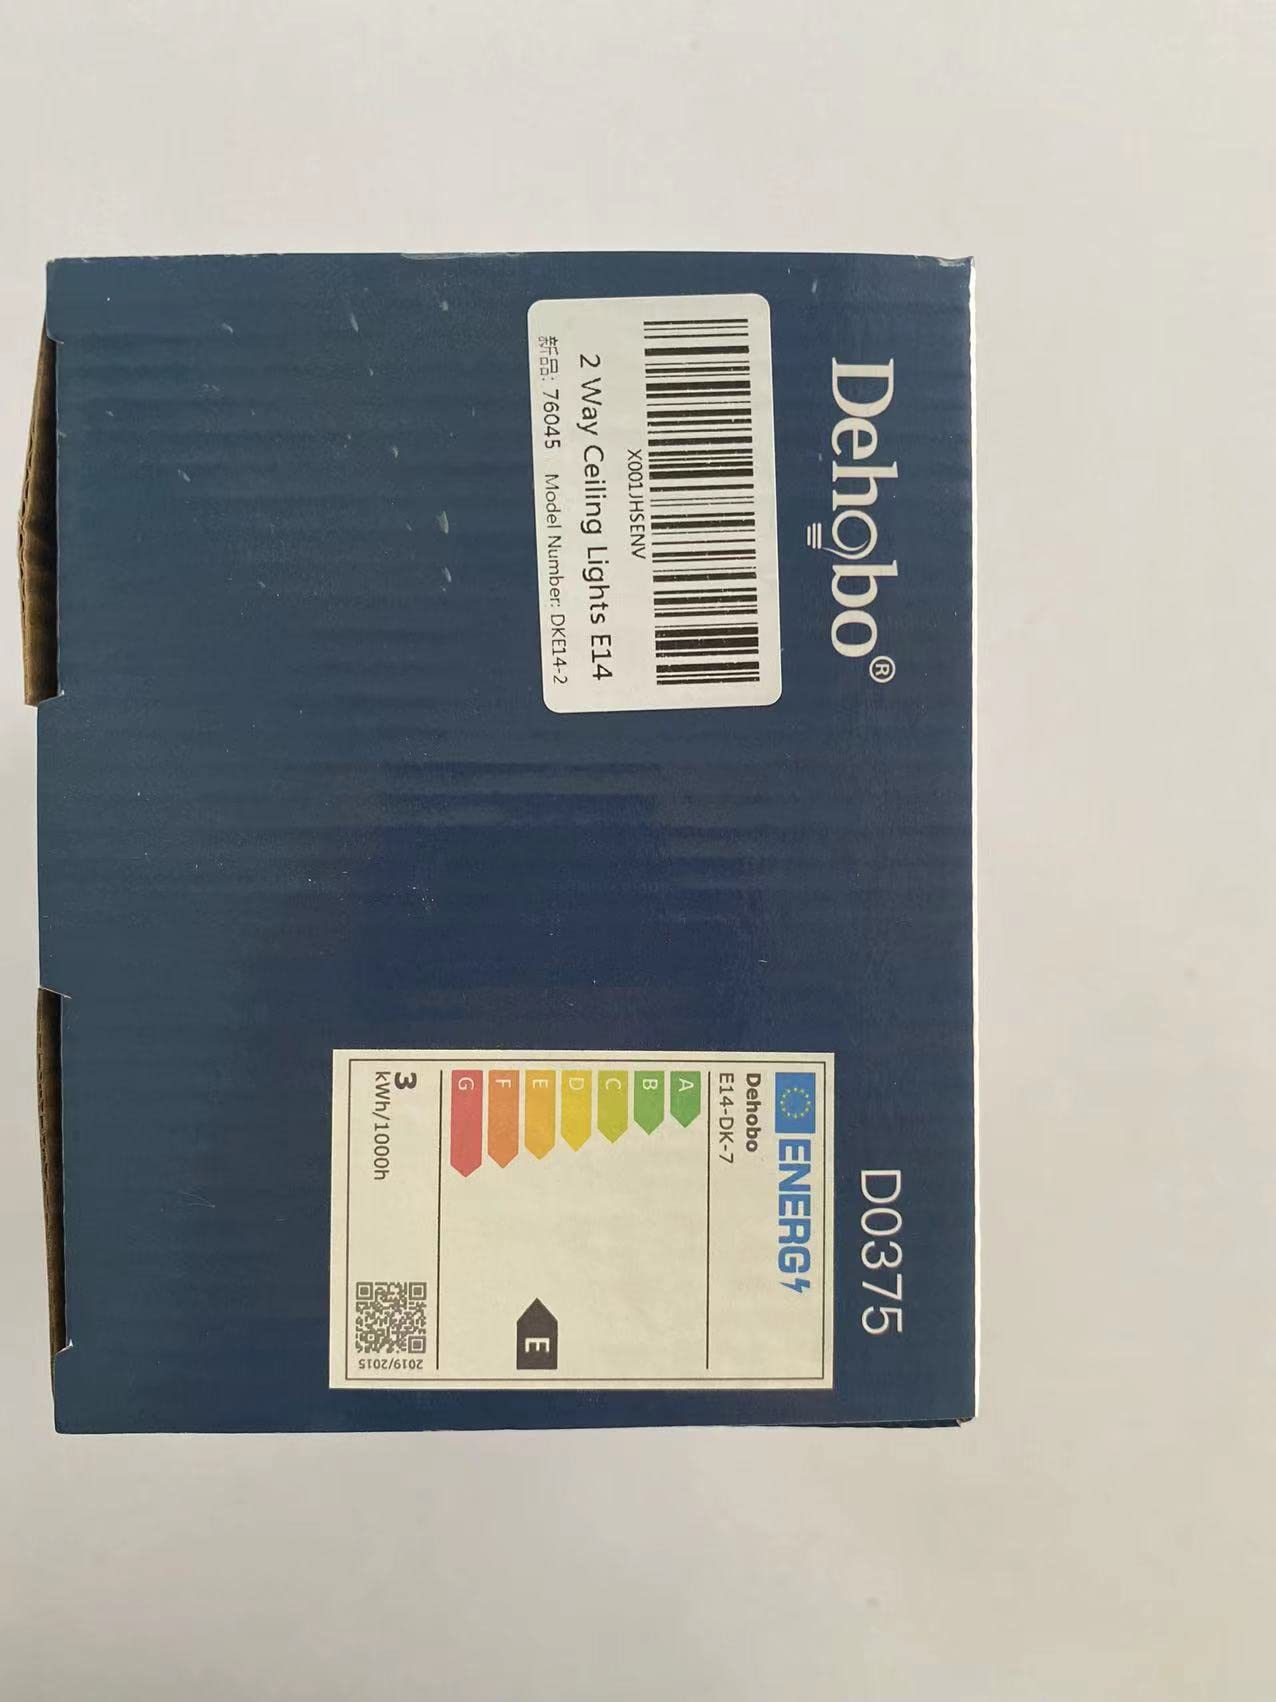 Dehobo®
X001JHSENV
2 Way Ceiling Lights E14
新品: 76045 Model Number: DKE14-2
D0375
ENERG
Dehobo
E14-DK-7
A
B
C
D
E
F
G
E
3
kWh/1000h
2019/2015